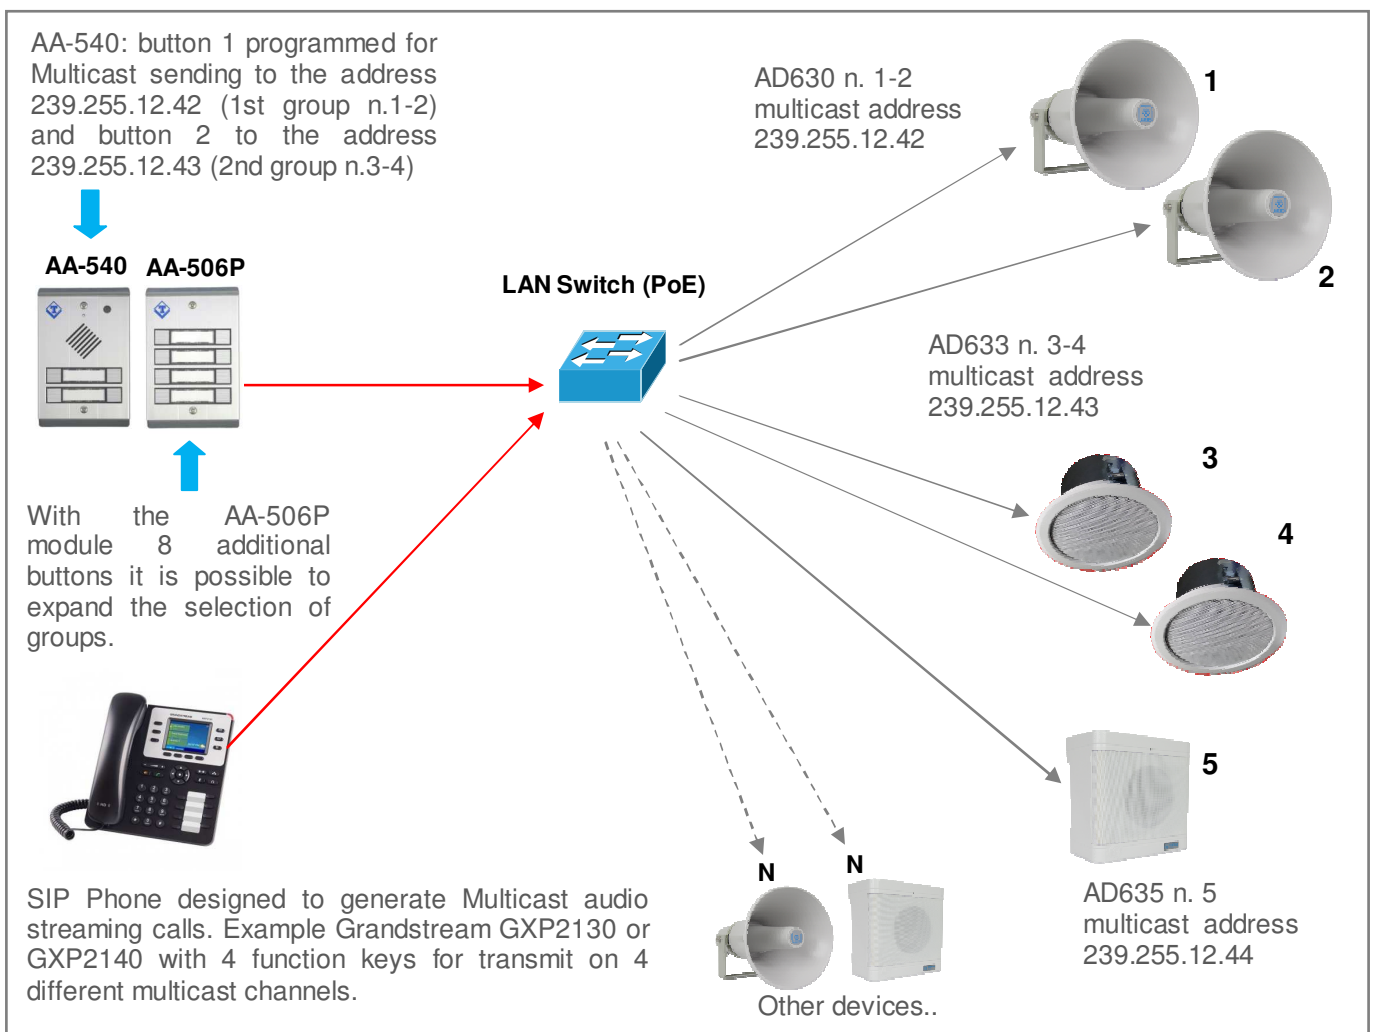 AA-540: button 1 programmed for
Multicast sending to the address
239.255.12.42 (1st group n.1-2)
and button 2 to the address
239.255.12.43 (2nd group n.3-4)
AD630 n. 1-2
multicast address
239.255.12.42
1
2
AA-540
AA-506P
LAN Switch (PoE)
AD633 n. 3-4
multicast address
239.255.12.43
3
4
With the AA-506P
module 8 additional
buttons it is possible to
expand the selection of
groups.
5
N
N
AD635 n. 5
multicast address
239.255.12.44
SIP Phone designed to generate Multicast audio
streaming calls. Example Grandstream GXP2130 or
GXP2140 with 4 function keys for transmit on 4
different multicast channels.
Other devices..